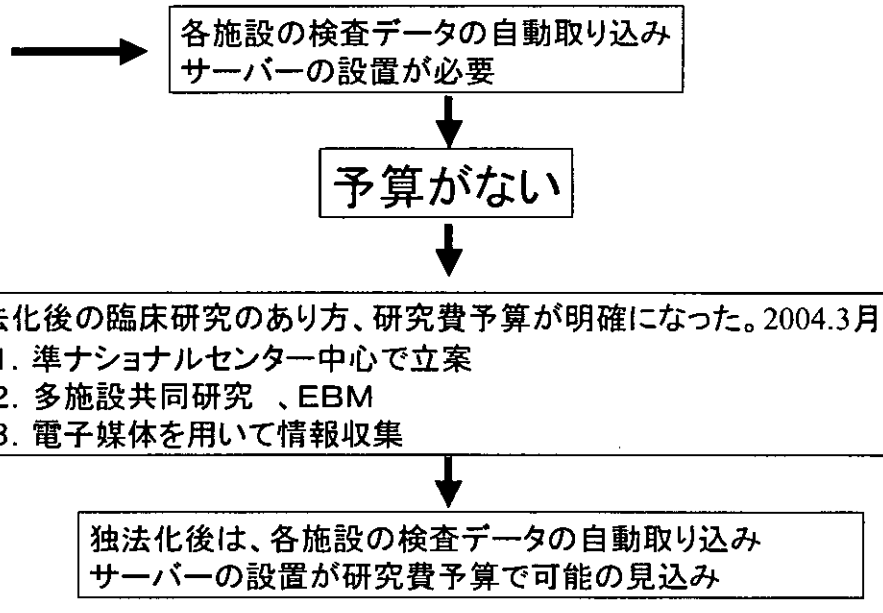 各施設の検査データの自動取り込み
サーバーの設置が必要
予算がない
法化後の臨床研究のあり方、研究費予算が明確になった。2004.3月
1. 準ナショナルセンター中心で立案
2. 多施設共同研究 、EBM
3. 電子媒体を用いて情報収集
独法化後は、各施設の検査データの自動取り込み
サーバーの設置が研究費予算で可能の見込み